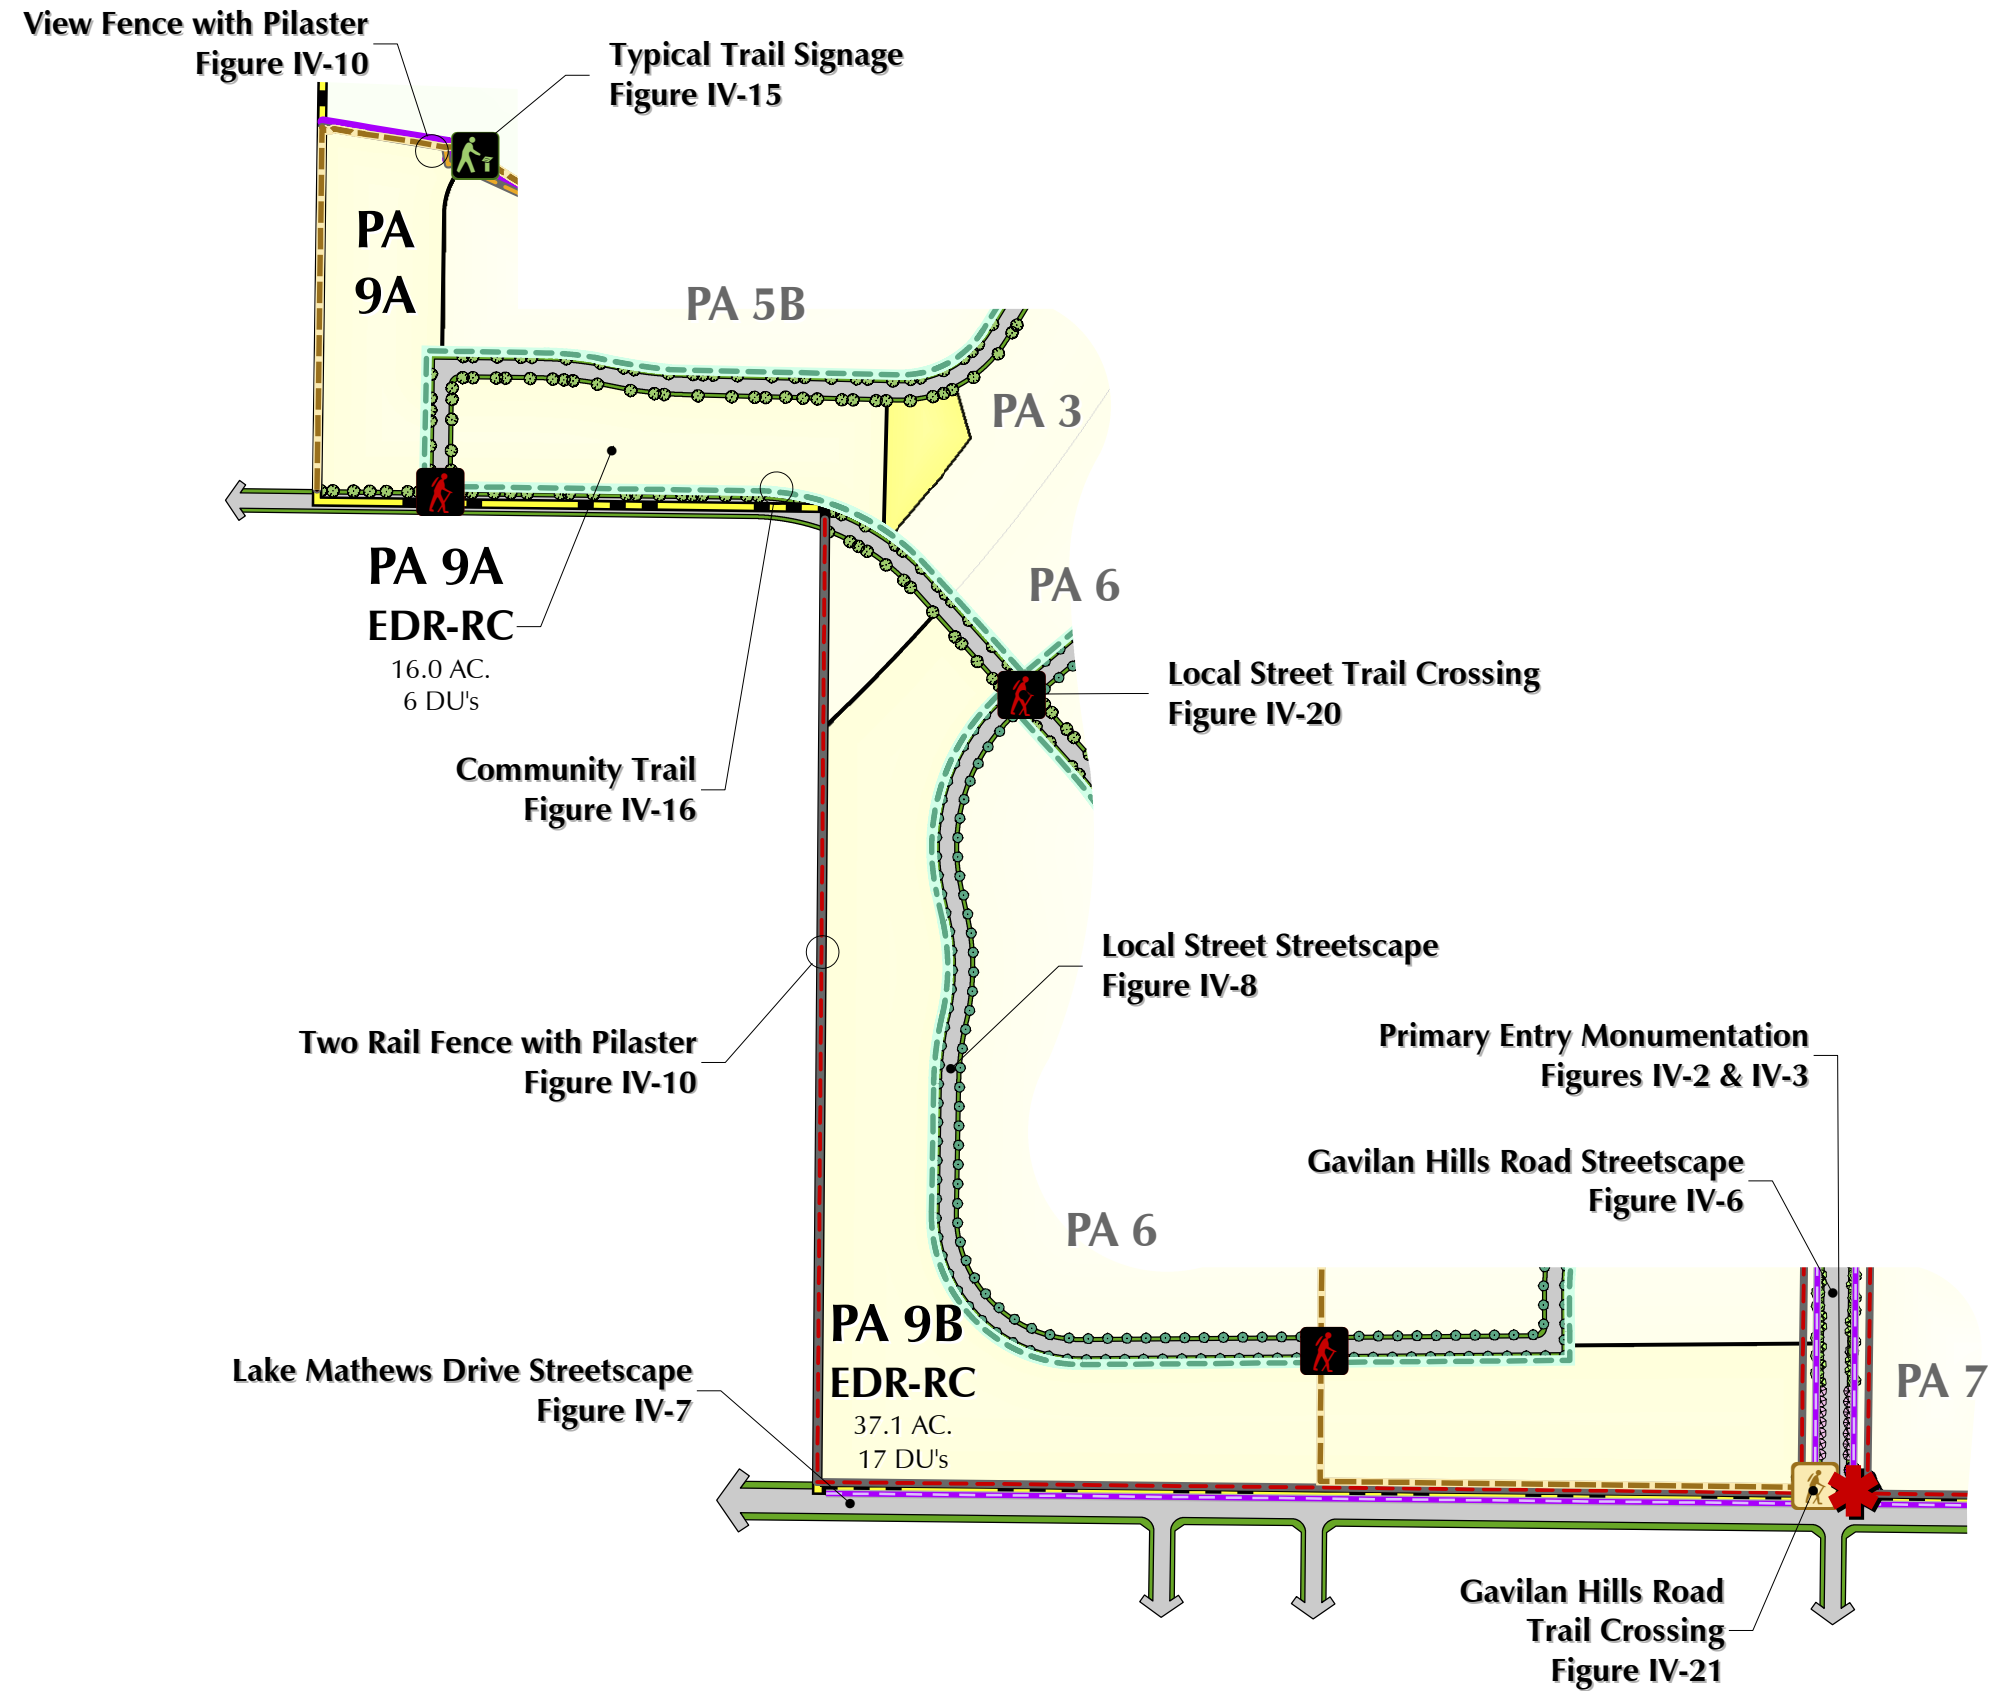 View Fence with Pilaster
Figure IV-10
Typical Trail Signage
Figure IV-15
PA
9A
PA 5B
PA 3
PA 9A
EDR-RC
16.0 AC.
6 DU's
PA 6
Local Street Trail Crossing
Figure IV-20
Community Trail
Figure IV-16
Local Street Streetscape
Figure IV-8
Two Rail Fence with Pilaster
Figure IV-10
Primary Entry Monumentation
Figures IV-2 & IV-3
Gavilan Hills Road Streetscape
Figure IV-6
PA 6
PA 9B
EDR-RC
37.1 AC.
17 DU's
Lake Mathews Drive Streetscape
Figure IV-7
PA 7
Gavilan Hills Road
Trail Crossing
Figure IV-21